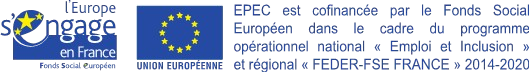 l'Europe
s'engage
en France
Fonds Social Européen
UNION EUROPÉENNE
EPEC est cofinancée par le Fonds Social
Européen dans le cadre du programme
opérationnel national « Emploi et Inclusion »
et régional « FEDER-FSE FRANCE » 2014-2020